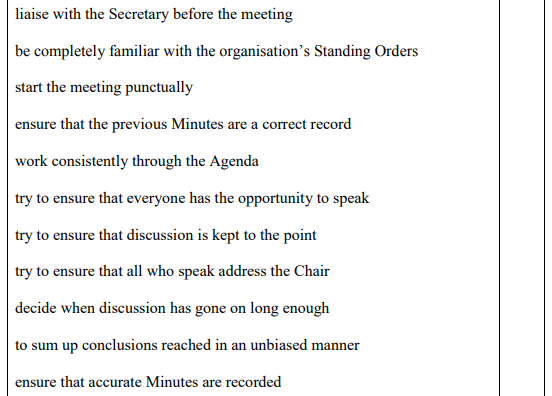 liaise with the Secretary before the meeting
be completely familiar with the organisation’s Standing Orders
start the meeting punctually
ensure that the previous Minutes are a correct record
work consistently through the Agenda
try to ensure that everyone has the opportunity to speak
try to ensure that discussion is kept to the point
try to ensure that all who speak address the Chair
decide when discussion has gone on long enough
to sum up conclusions reached in an unbiased manner
ensure that accurate Minutes are recorded